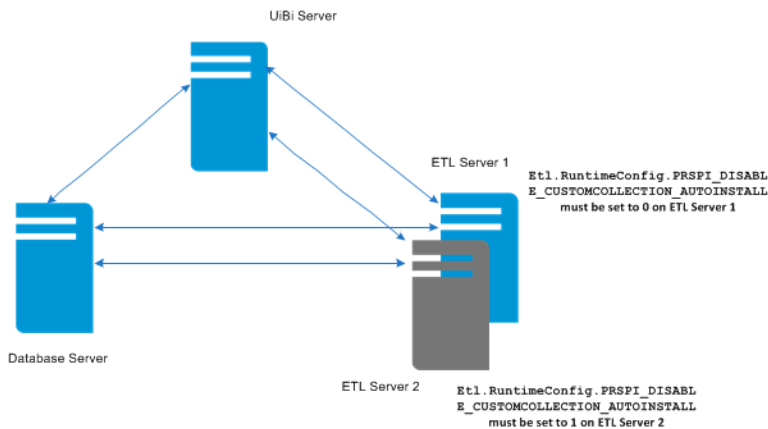 UiBi Server
ETL Server 1
Etl.RuntimeConfig.PRSPI_DISABL
E_CUSTOMCOLLECTION_AUTOINSTALL
must be set to 0 on ETL Server 1
Database Server
ETL Server 2
Etl.RuntimeConfig.PRSPI_DISABL
E_CUSTOMCOLLECTION_AUTOINSTALL
must be set to 1 on ETL Server 2